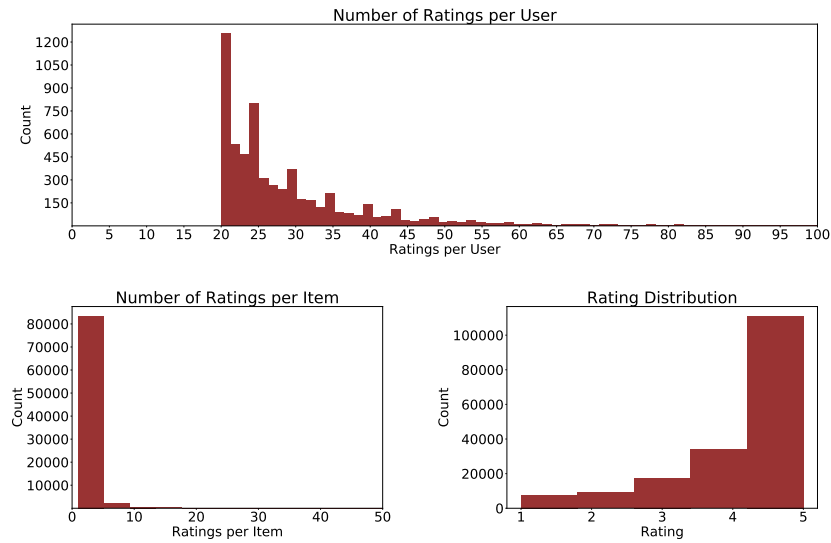 Number of Ratings per User
Count
1200
1050
900
750
600
450
300
150
0 5 10 15 20 25 30 35 40 45 50 55 60 65 70 75 80 85 90 95 100
Ratings per User
Number of Ratings per Item
Count
80000
70000
60000
50000
40000
30000
20000
10000
0 10 20 30 40 50
Ratings per Item
Rating Distribution
Count
100000
80000
60000
40000
20000
0
1 2 3 4 5
Rating